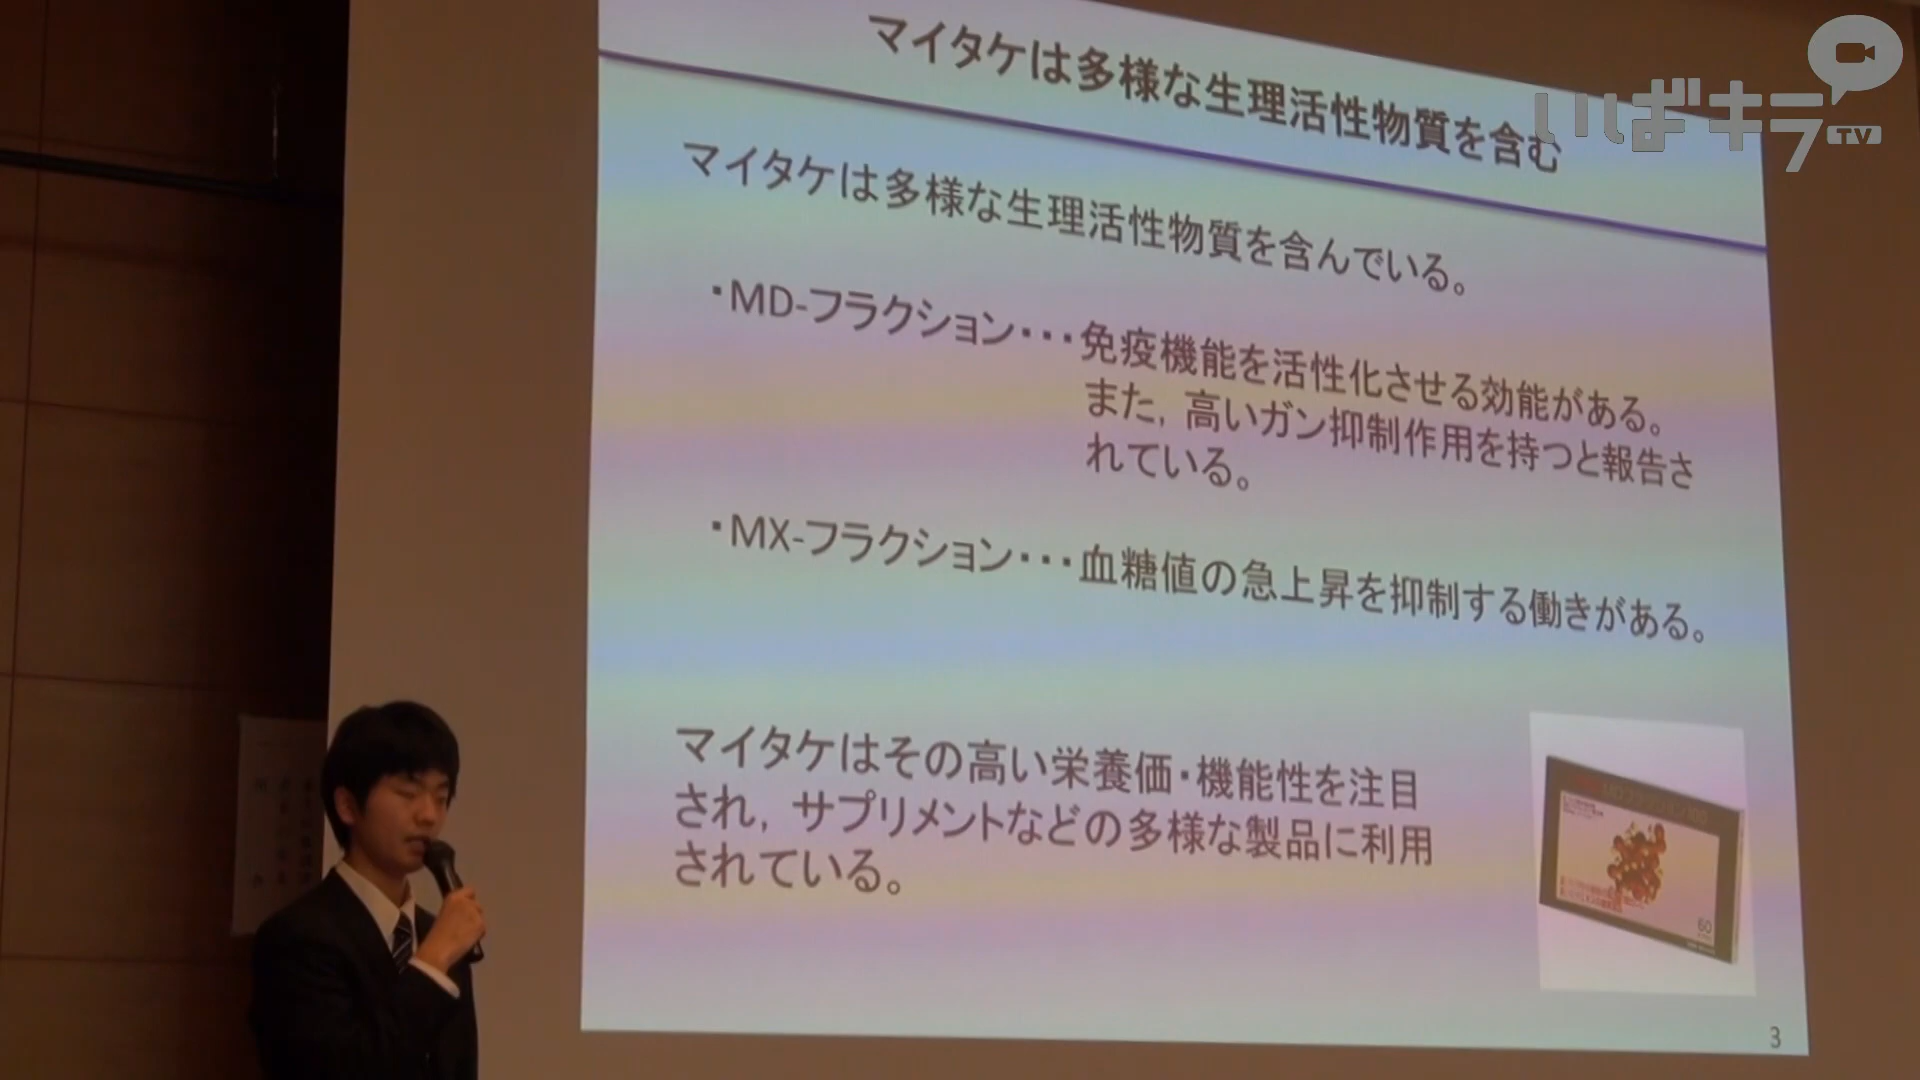 いばキラ
TV
マイタケは多様な生理活性物質を含む
マイタケは多様な生理活性物質を含んでいる。
・MD-フラクション・・・免疫機能を活性化させる効能がある。
また，高いガン抑制作用を持つと報告さ
れている。
・MX-フラクション・・・血糖値の急上昇を抑制する働きがある。
マイタケはその高い栄養価・機能性を注目
され，サプリメントなどの多様な製品に利用
されている。
60
3